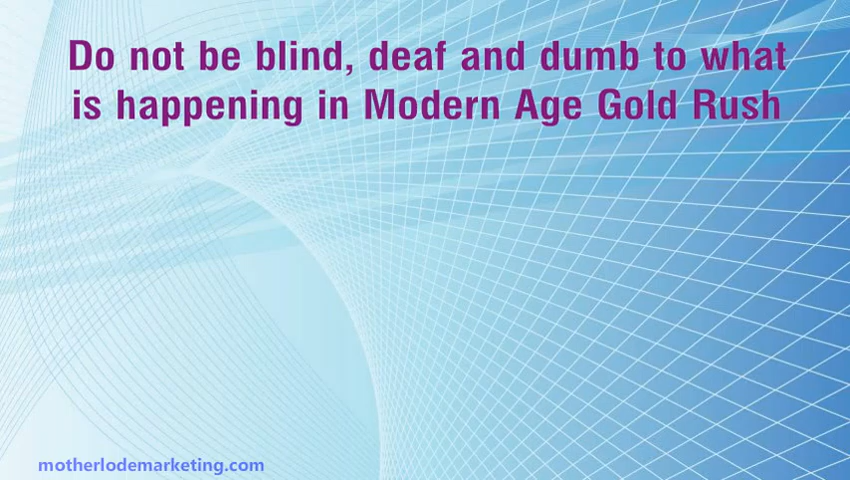 Do not be blind, deaf and dumb to what
is happening in Modern Age Gold Rush
motherlodemarketing.com